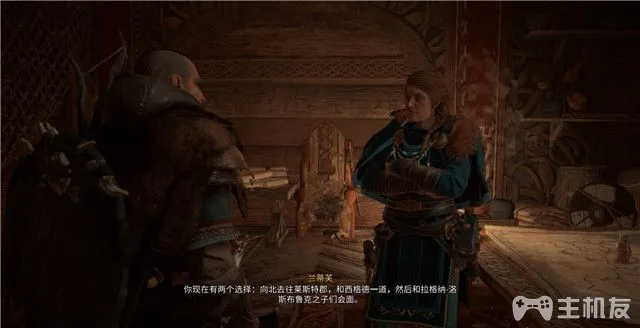 兰蒂芙
你现在有两个选择：向北去往莱斯特郡，和西格德一道，然后和拉格纳·洛
斯布鲁克之子们会面。
主机友